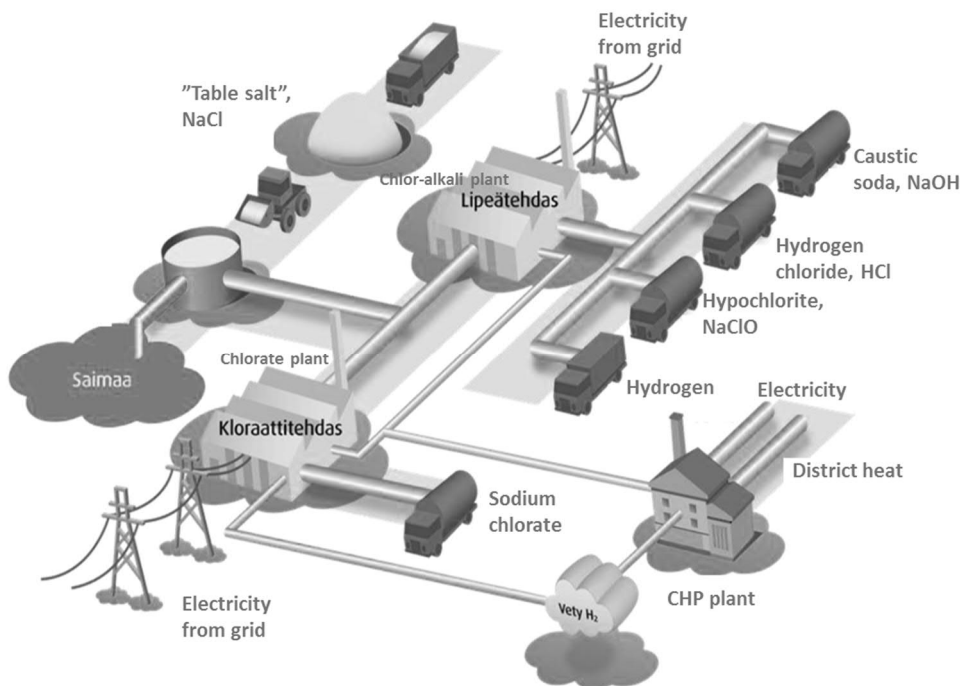 Electricity
from grid
”Table salt”,
NaCl
Chlor-alkali plant
Lipeätehdas
Caustic
soda, NaOH
Hydrogen
chloride, HCl
Hypochlorite,
NaClO
Saimaa
Chlorate plant
Kloraattitehdas
Hydrogen
Electricity
District heat
Sodium
chlorate
CHP plant
Vety H₂
Electricity
from grid